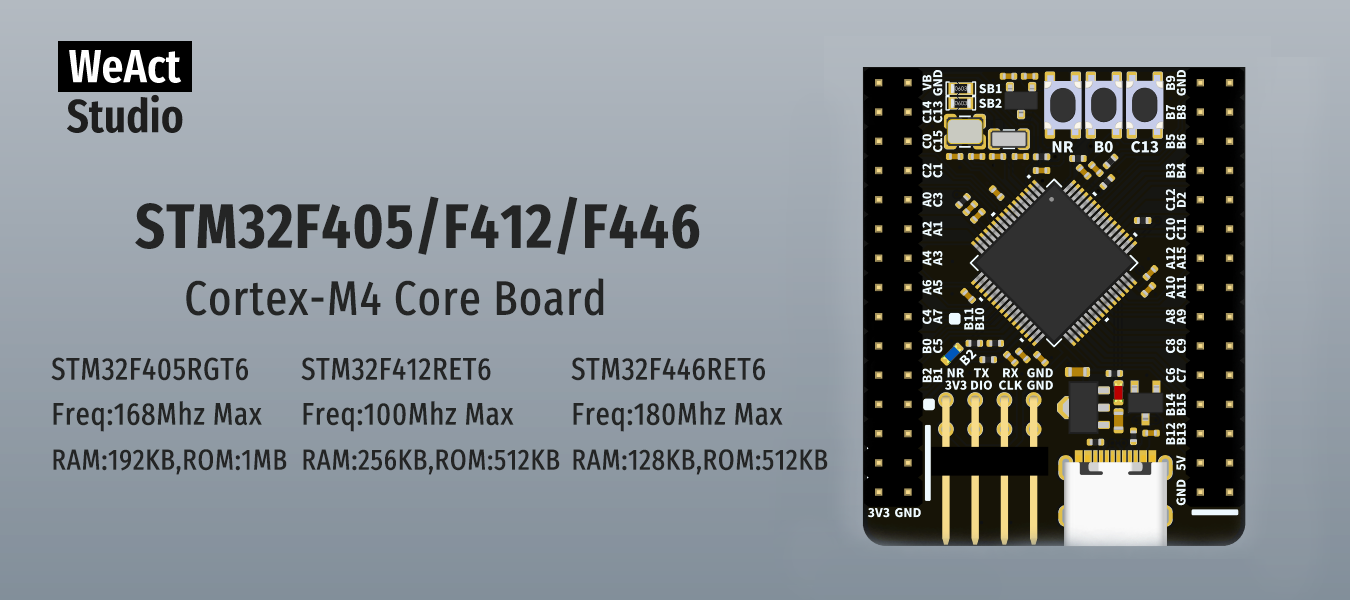 WeAct
Studio
STM32F405/F412/F446
Cortex-M4 Core Board
STM32F405RGT6 STM32F412RET6 STM32F446RET6
Freq:168Mhz Max Freq:100Mhz Max Freq:180Mhz Max
RAM:192KB,ROM:1MB RAM:256KB,ROM:512KB RAM:128KB,ROM:512KB
VB GND
C14 C13
C0 C15
C2 C1
A0 C3
A2 A1
A4 A3
A6 A5
C4 A7
B0 C5
B2 B1
3V3 GND
SB1
SB2
NR B0 C13
B11 B10
B2
NR TX RX GND
3V3 DIO CLK GND
B9 GND
B7 B8
B5 B6
B3 B4
C12 D2
C10 C11
A12 A15
A10 A11
A8 A9
C8 C9
C6 C7
B14 B15
B12 B13
5V
GND